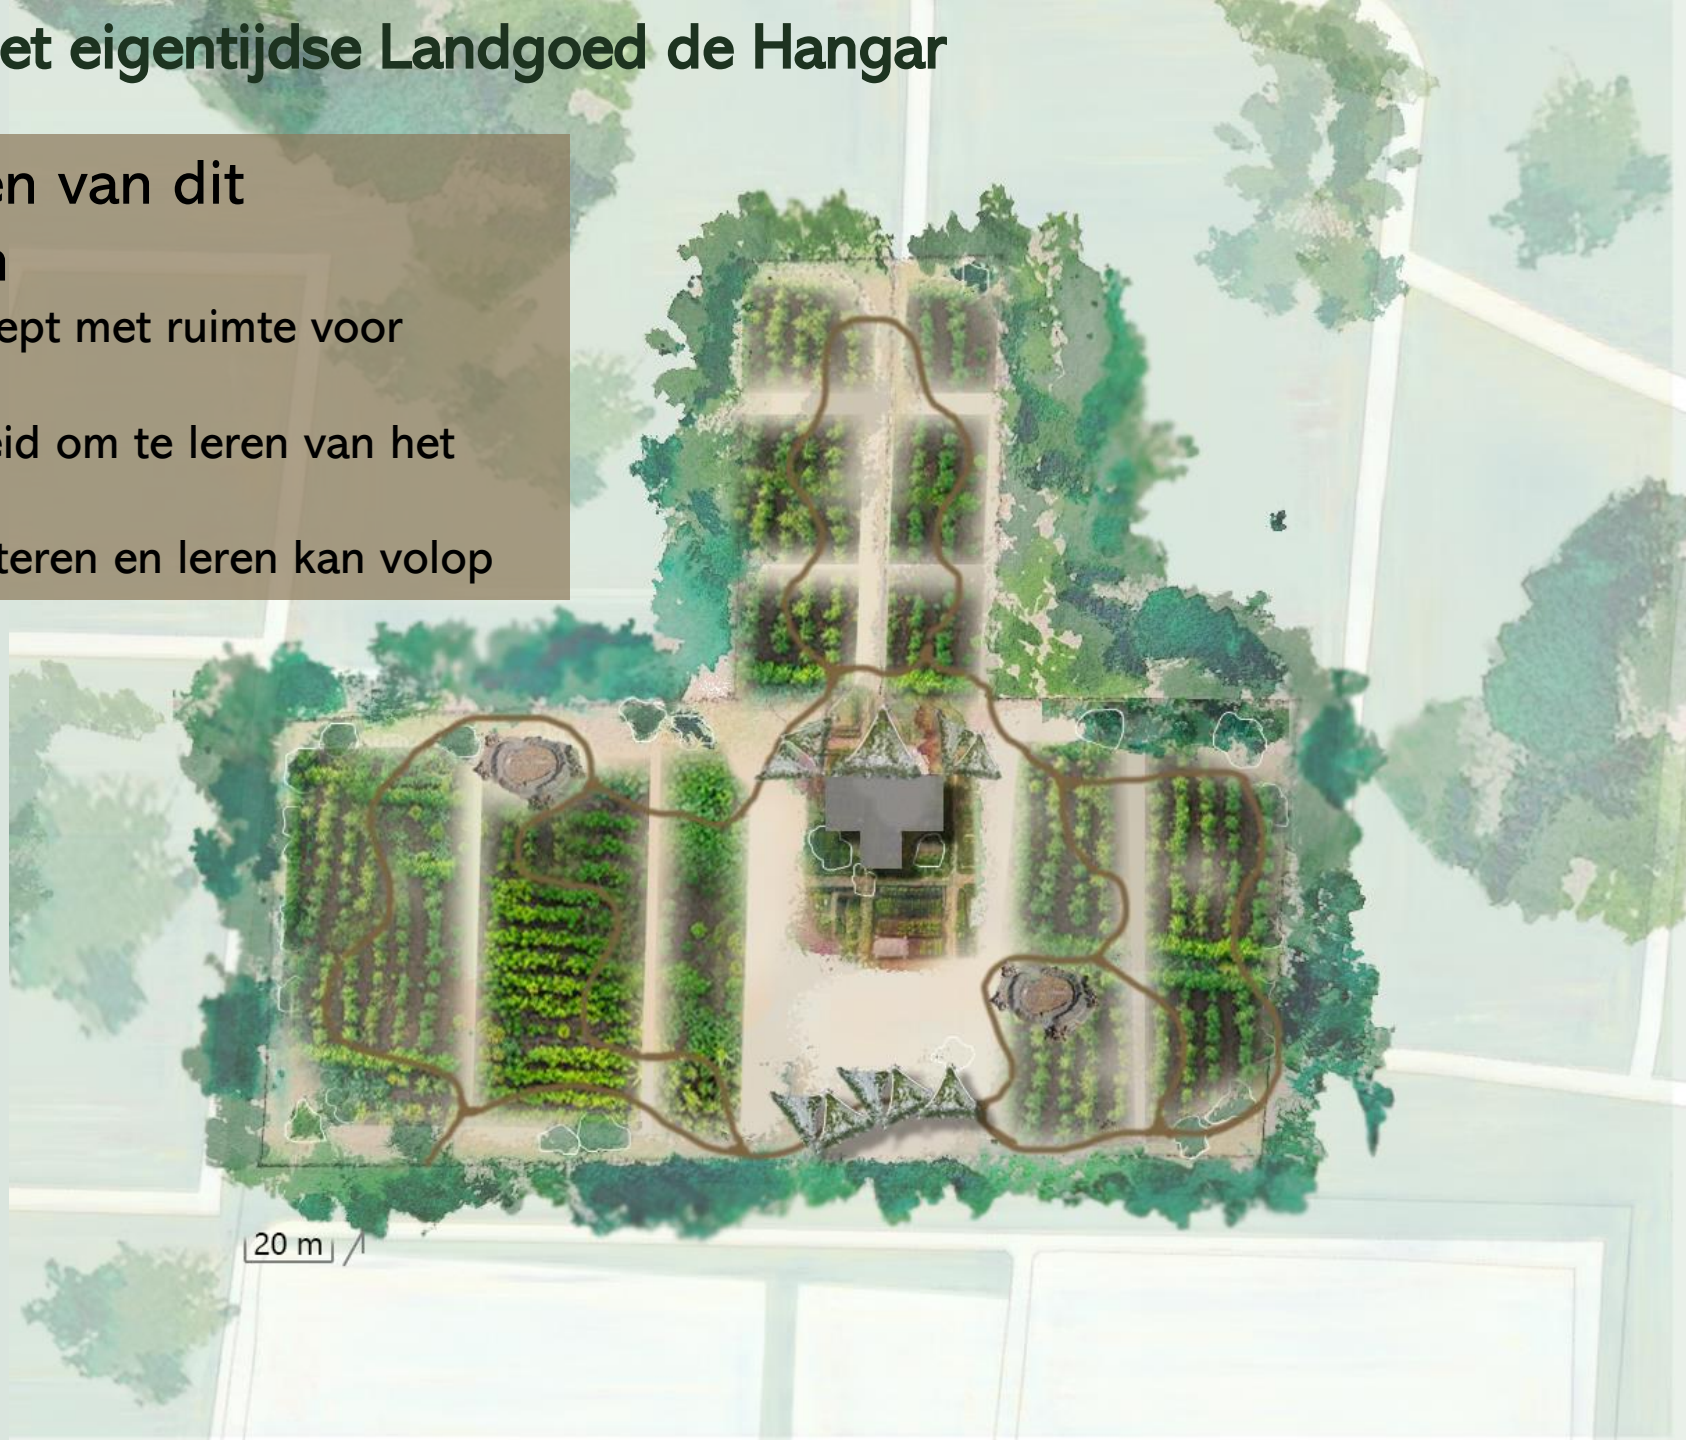 et eigentijdse Landgoed de Hangar
en van dit
n
ept met ruimte voor
eid om te leren van het
teren en leren kan volop
20 m